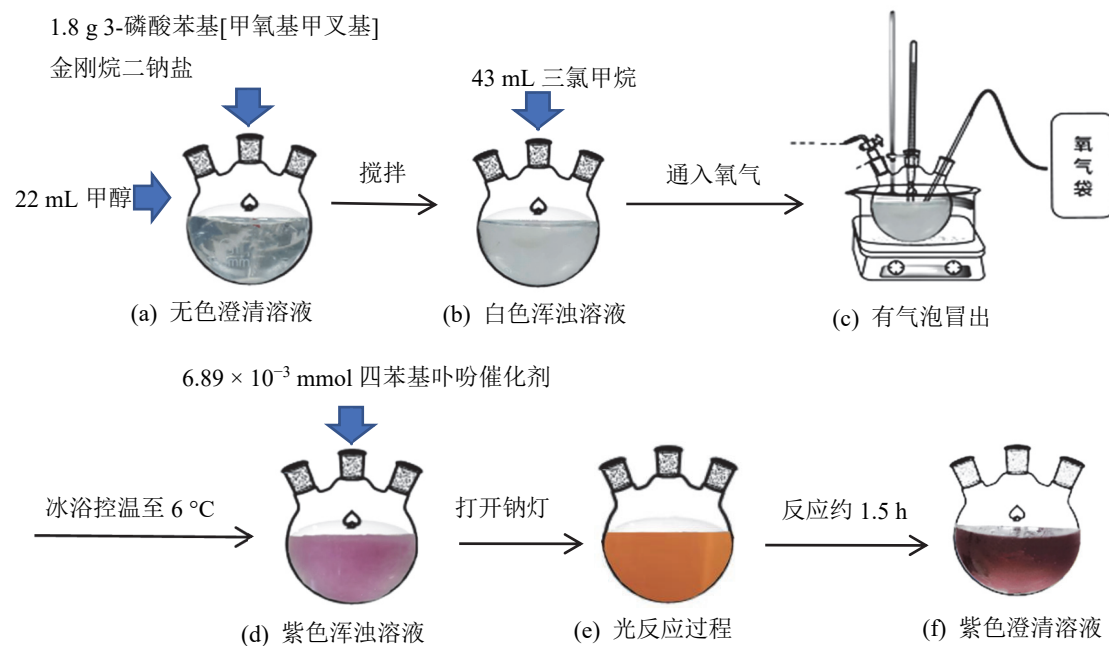 1.8 g 3-磷酸苯基[甲氧基甲叉基]
金刚烷二钠盐
22 mL 甲醇
搅拌
43 mL 三氯甲烷
通入氧气
氧气袋
(a) 无色澄清溶液
(b) 白色浑浊溶液
(c) 有气泡冒出
6.89 × 10⁻³ mmol 四苯基卟吩催化剂
冰浴控温至 6 °C
打开钠灯
反应约 1.5 h
(d) 紫色浑浊溶液
(e) 光反应过程
(f) 紫色澄清溶液